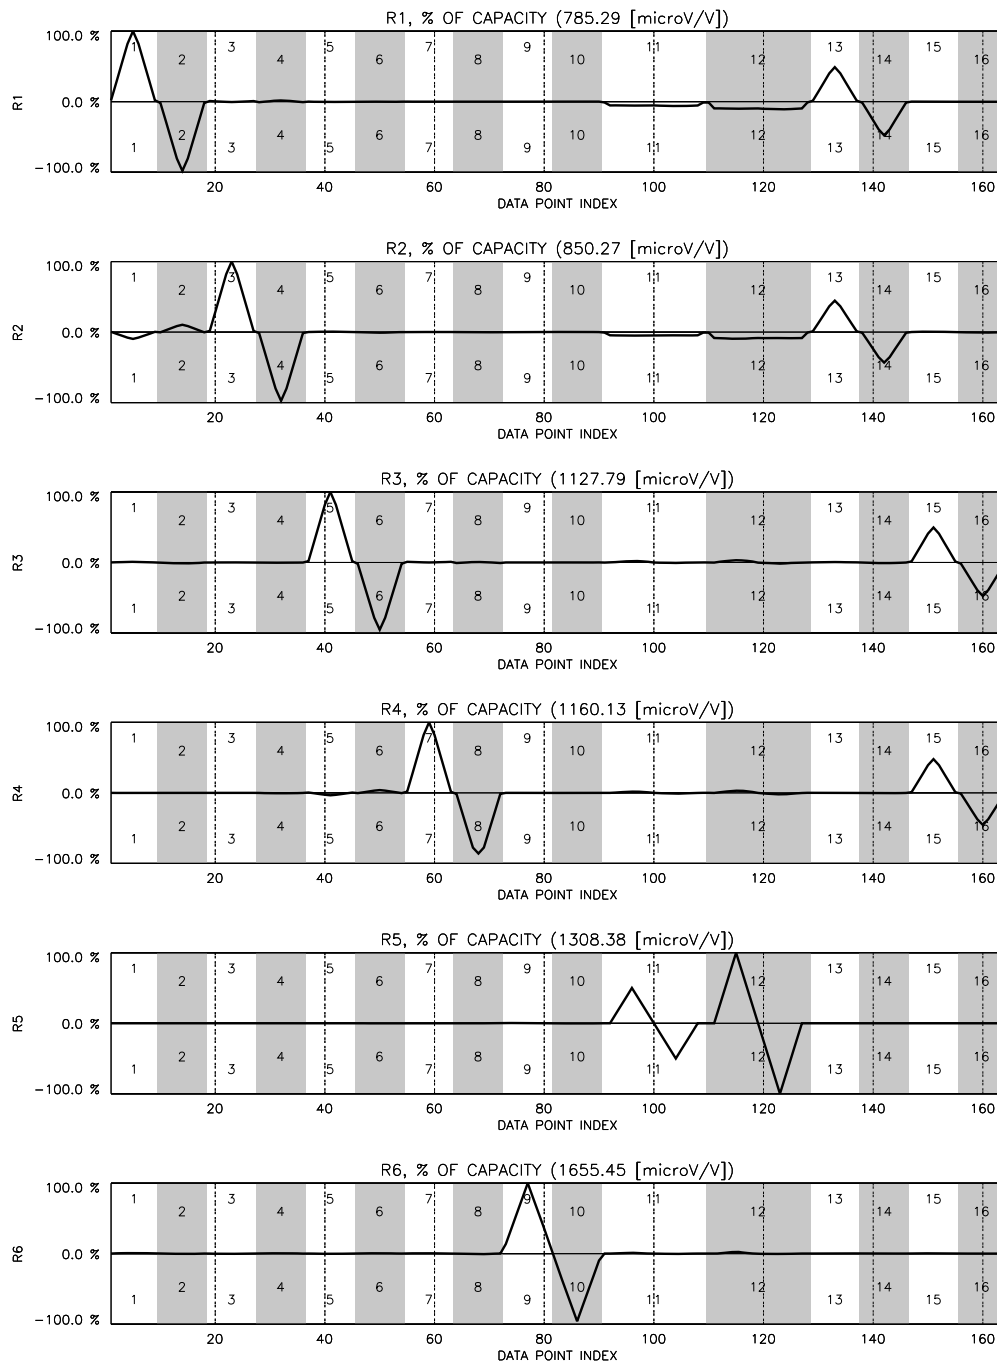 R1, % OF CAPACITY (785.29 [microV/V])
100.0 %
1 2 3 4 5 6 7 8 9 10 11 12 13 14 15 16
R1
0.0 %
1 2 3 4 5 6 7 8 9 10 11 12 13 14 15 16
−100.0 %
20 40 60 80 100 120 140 160
DATA POINT INDEX
R2, % OF CAPACITY (850.27 [microV/V])
100.0 %
1 2 3 4 5 6 7 8 9 10 11 12 13 14 15 16
R2
0.0 %
1 2 3 4 5 6 7 8 9 10 11 12 13 14 15 16
−100.0 %
20 40 60 80 100 120 140 160
DATA POINT INDEX
R3, % OF CAPACITY (1127.79 [microV/V])
100.0 %
1 2 3 4 5 6 7 8 9 10 11 12 13 14 15 16
R3
0.0 %
1 2 3 4 5 6 7 8 9 10 11 12 13 14 15 16
−100.0 %
20 40 60 80 100 120 140 160
DATA POINT INDEX
R4, % OF CAPACITY (1160.13 [microV/V])
100.0 %
1 2 3 4 5 6 7 8 9 10 11 12 13 14 15 16
R4
0.0 %
1 2 3 4 5 6 7 8 9 10 11 12 13 14 15 16
−100.0 %
20 40 60 80 100 120 140 160
DATA POINT INDEX
R5, % OF CAPACITY (1308.38 [microV/V])
100.0 %
1 2 3 4 5 6 7 8 9 10 11 12 13 14 15 16
R5
0.0 %
1 2 3 4 5 6 7 8 9 10 11 12 13 14 15 16
−100.0 %
20 40 60 80 100 120 140 160
DATA POINT INDEX
R6, % OF CAPACITY (1655.45 [microV/V])
100.0 %
1 2 3 4 5 6 7 8 9 10 11 12 13 14 15 16
R6
0.0 %
1 2 3 4 5 6 7 8 9 10 11 12 13 14 15 16
−100.0 %
20 40 60 80 100 120 140 160
DATA POINT INDEX